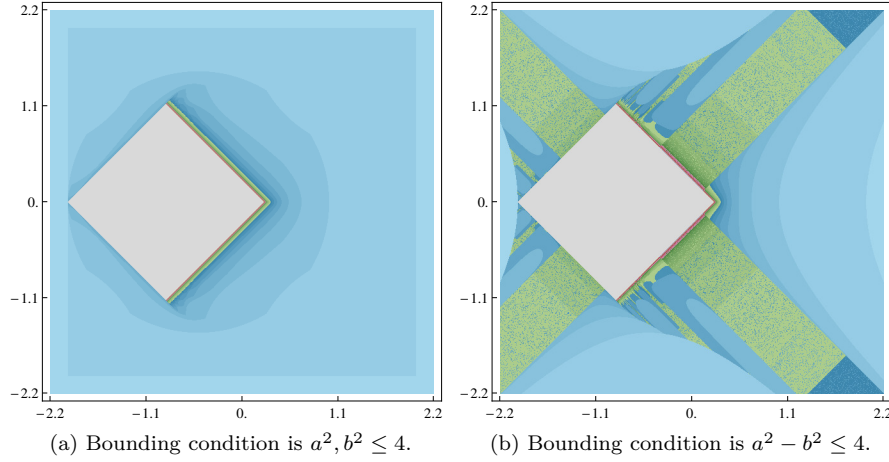 2.2
1.1
0.
−1.1
−2.2
−2.2 −1.1 0. 1.1 2.2
(a) Bounding condition is a², b² ≤ 4.
2.2
1.1
0.
−1.1
−2.2
−2.2 −1.1 0. 1.1 2.2
(b) Bounding condition is a² − b² ≤ 4.